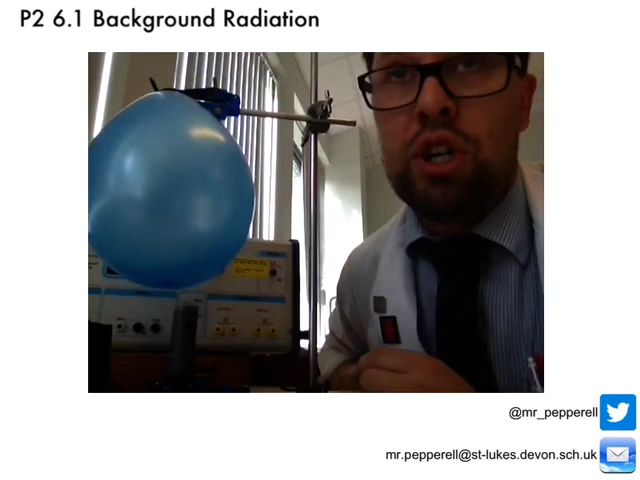 P2 6.1 Background Radiation
@mr_pepperell
mr.pepperell@st-lukes.devon.sch.uk